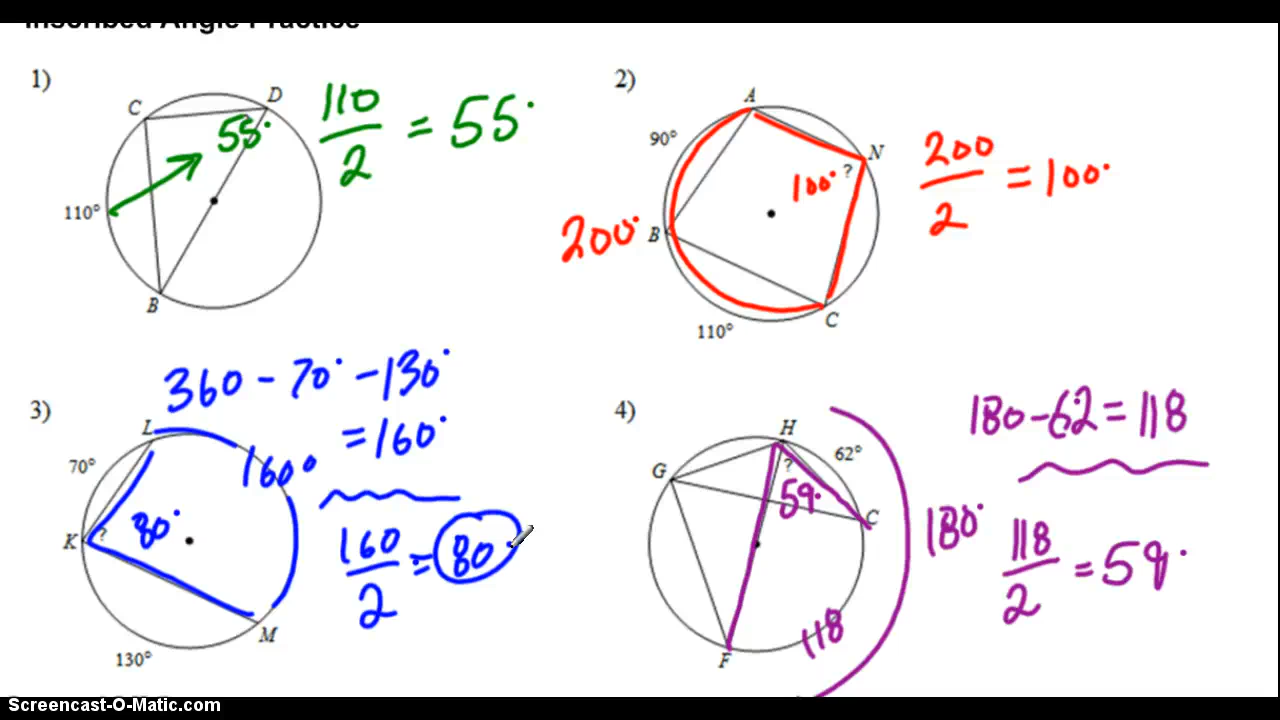 Inscribed Angle Practice
1)
C
D
55°
110°
B
110/2 = 55°
2)
A
90°
N
?
100°
200°
B
110°
C
200/2 = 100°
3)
360 - 70° - 130°
= 160°
L
70°
160°
K
?
80°
M
130°
160/2 = 80
4)
H
62°
G
?
59°
C
180°
118
F
180 - 62 = 118
118/2 = 59°
Screencast-O-Matic.com